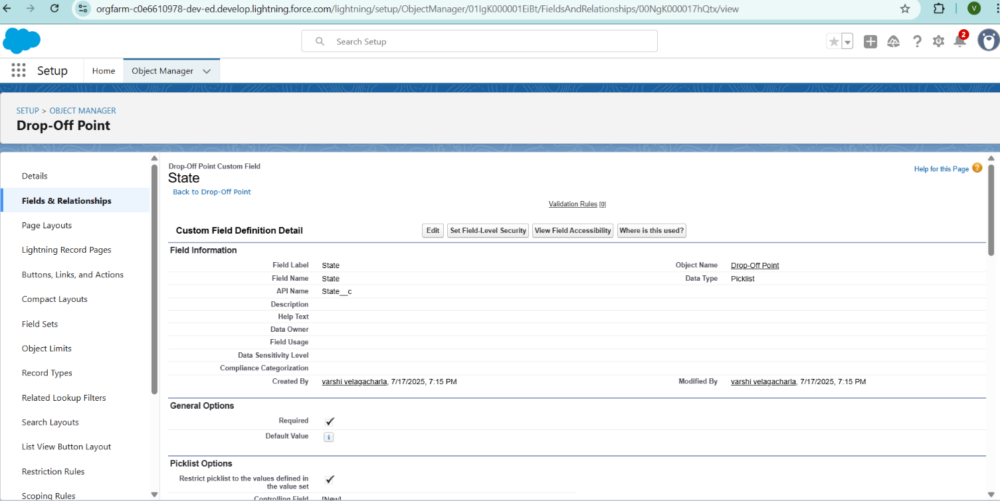 orgfarm-c0e6610978-dev-ed.develop.lightning.force.com/lightning/setup/ObjectManager/01IgK000001EiBt/FieldsAndRelationships/00NgK000017hQtx/view
V
Search Setup
2
Setup Home Object Manager
SETUP > OBJECT MANAGER
Drop-Off Point
Details
Fields & Relationships
Page Layouts
Lightning Record Pages
Buttons, Links, and Actions
Compact Layouts
Field Sets
Object Limits
Record Types
Related Lookup Filters
Search Layouts
List View Button Layout
Restriction Rules
Scoping Rules
Drop-Off Point Custom Field
State
Back to Drop-Off Point
Help for this Page ?
Validation Rules [0]
Custom Field Definition Detail Edit Set Field-Level Security View Field Accessibility Where is this used?
Field Information
Field Label State Object Name Drop-Off Point
Field Name State Data Type Picklist
API Name State__c
Description
Help Text
Data Owner
Field Usage
Data Sensitivity Level
Compliance Categorization
Created By varshi velagacharla, 7/17/2025, 7:15 PM Modified By varshi velagacharla, 7/17/2025, 7:15 PM
General Options
Required ✓
Default Value i
Picklist Options
Restrict picklist to the values defined in
the value set ✓
Controlling Field [New]